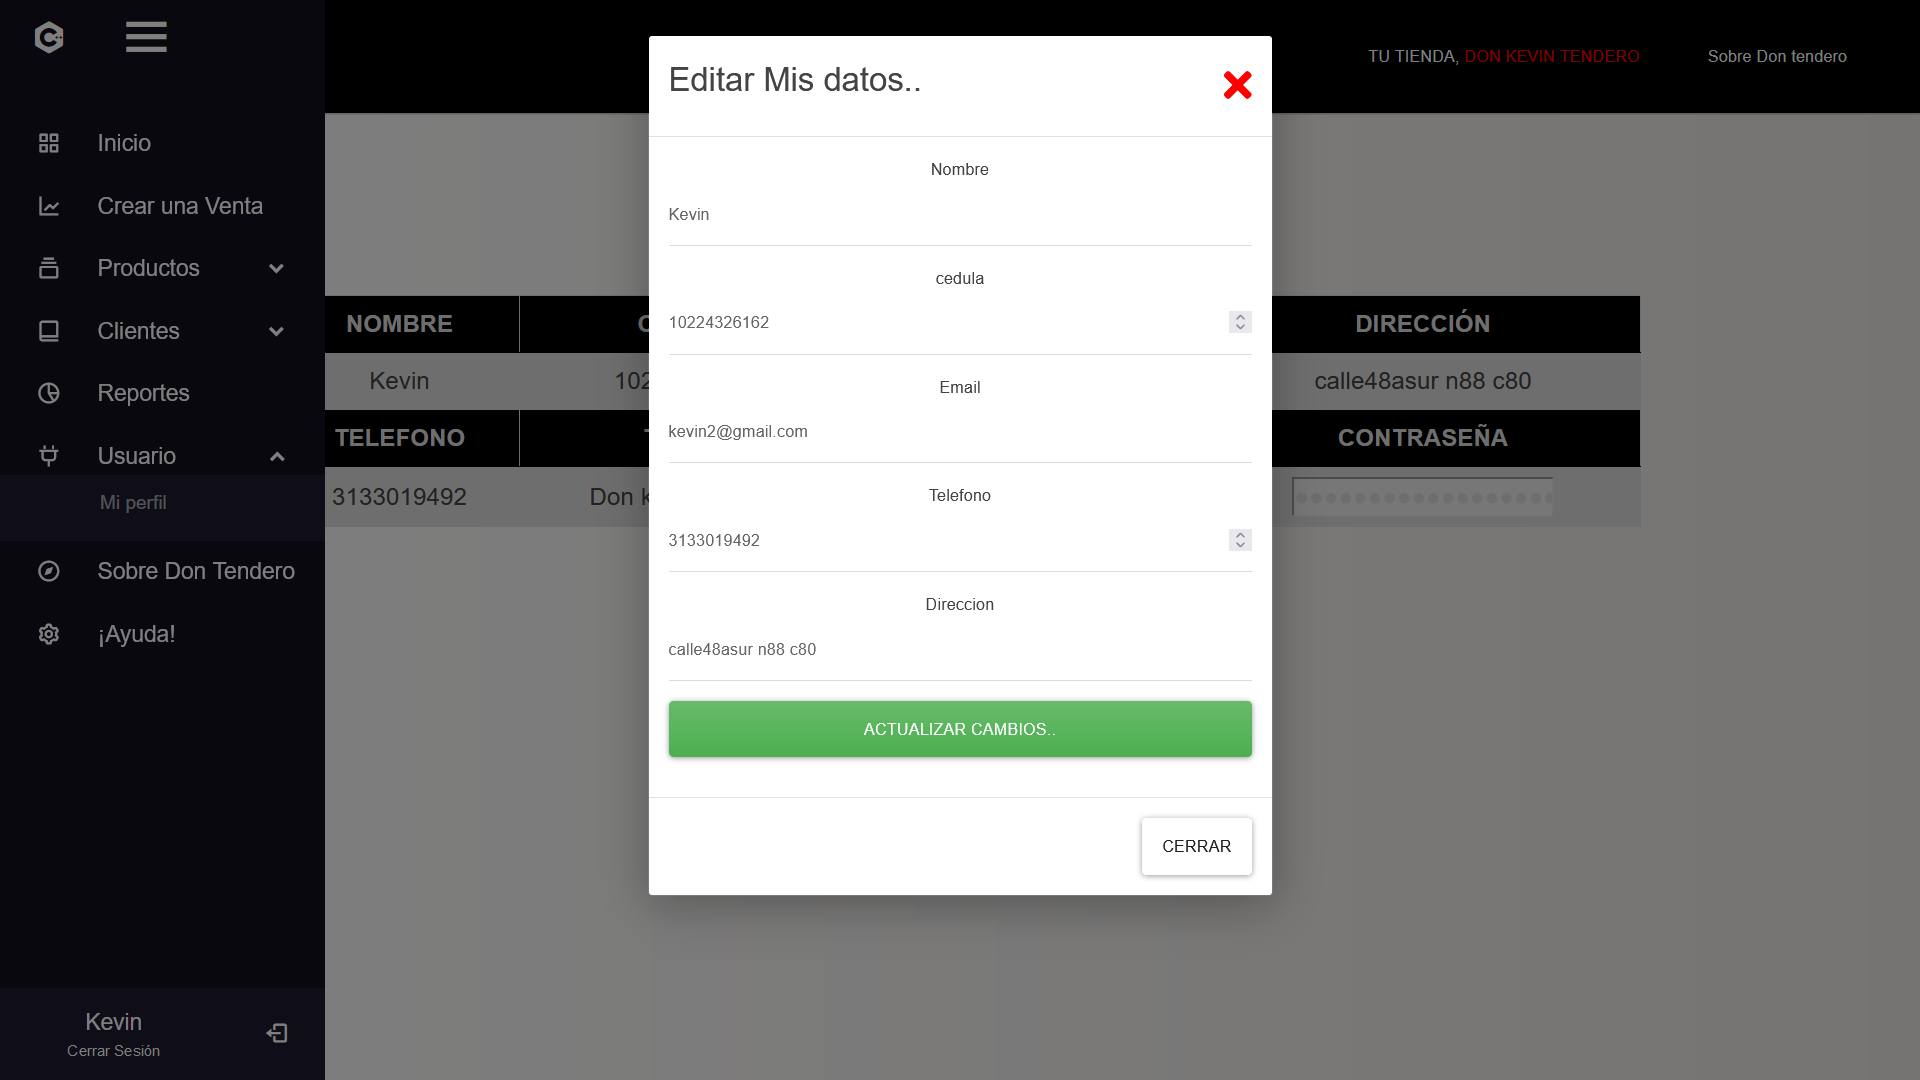 TU TIENDA, DON KEVIN TENDERO
Sobre Don tendero
Inicio
Crear una Venta
Productos
Clientes
Reportes
Usuario
Mi perfil
Sobre Don Tendero
¡Ayuda!
Kevin
Cerrar Sesión
NOMBRE
DIRECCIÓN
Kevin
102
calle48asur n88 c80
TELEFONO
CONTRASEÑA
3133019492
Don
Editar Mis datos..
Nombre
Kevin
cedula
10224326162
Email
kevin2@gmail.com
Telefono
3133019492
Direccion
calle48asur n88 c80
ACTUALIZAR CAMBIOS..
CERRAR